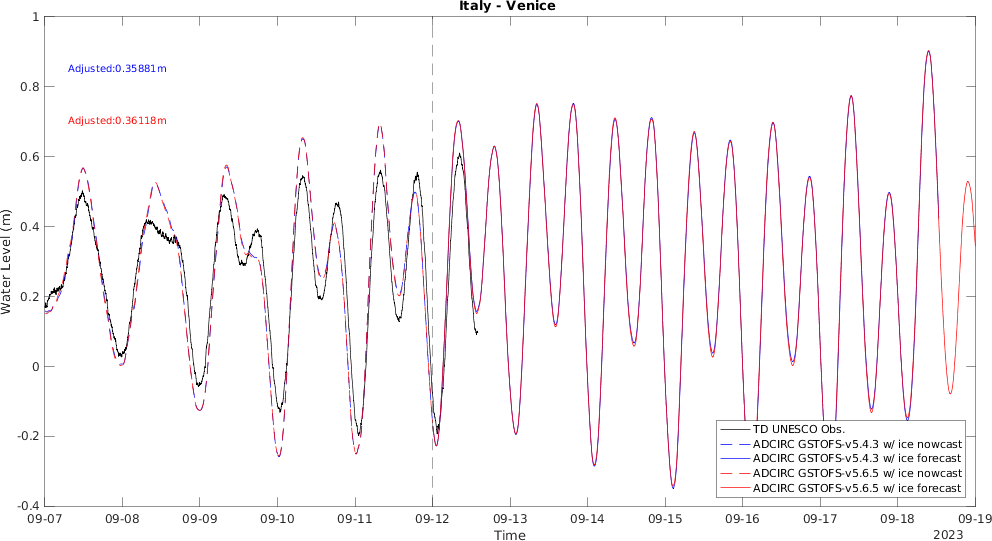 Italy - Venice
Adjusted:0.35881m
Adjusted:0.36118m
Water Level (m)
1
0.8
0.6
0.4
0.2
0
-0.2
-0.4
TD UNESCO Obs.
ADCIRC GSTOFS-v5.4.3 w/ ice nowcast
ADCIRC GSTOFS-v5.4.3 w/ ice forecast
ADCIRC GSTOFS-v5.6.5 w/ ice nowcast
ADCIRC GSTOFS-v5.6.5 w/ ice forecast
09-07 09-08 09-09 09-10 09-11 09-12 09-13 09-14 09-15 09-16 09-17 09-18 09-19
Time
2023